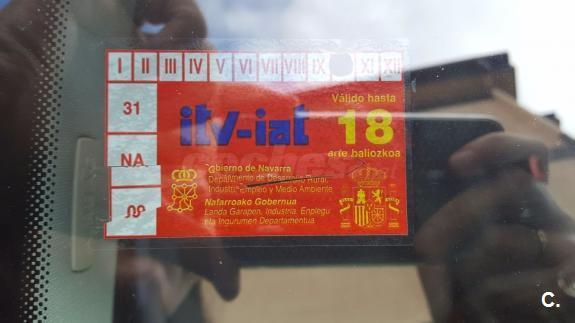 I II III IV V VI VII VIII IX XI XII
31
itv-iat
Válido hasta
18
arte baliozkoa
NA
Gobierno de Navarra
Departamento de Desarrollo Rural,
Industria, Empleo y Medio Ambiente
Nafarroako Gobernua
Landa Garapen, Industria, Enplegu
eta Ingurumen Departamentua
C.